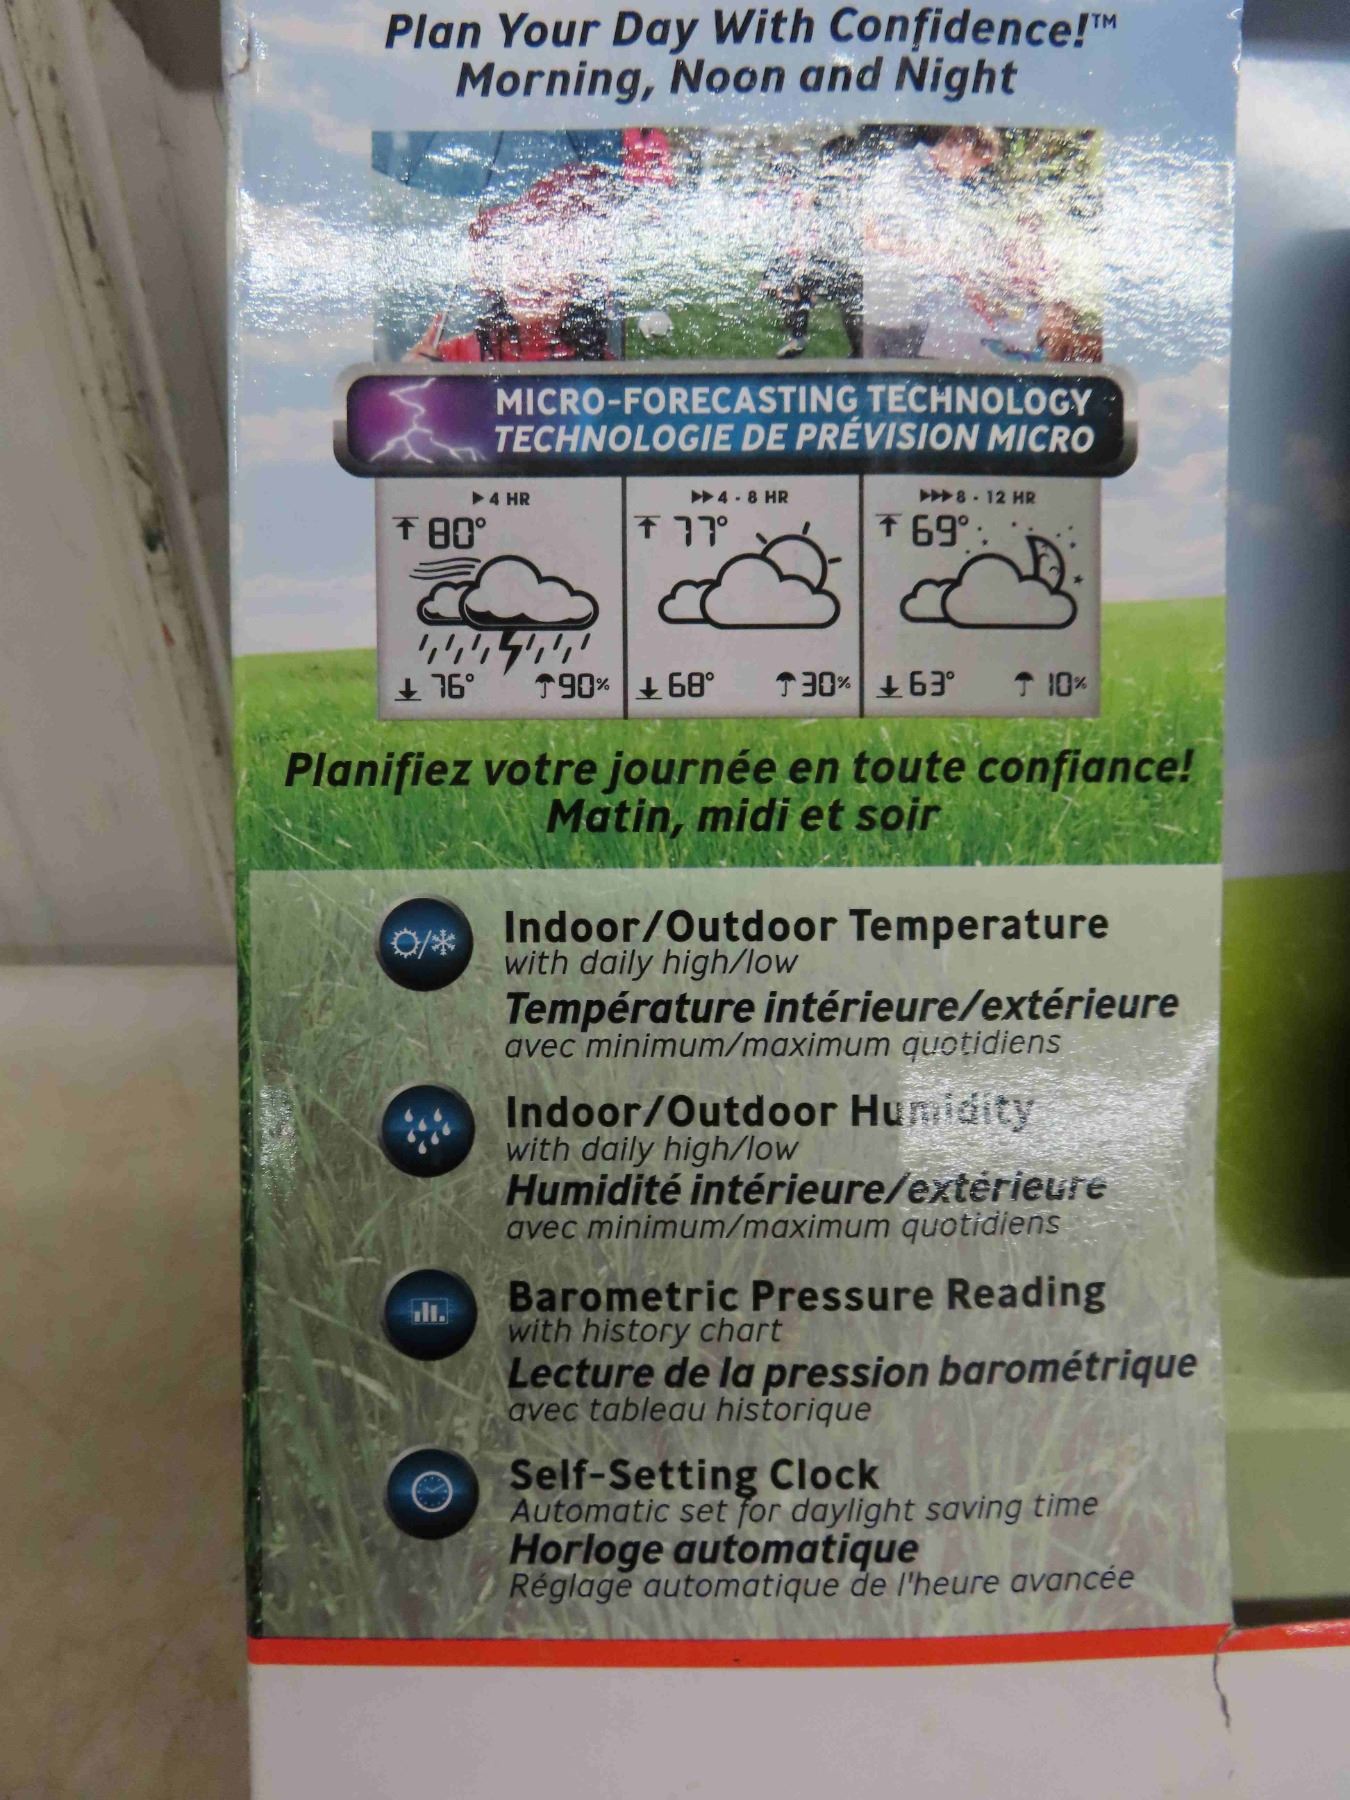 Plan Your Day With Confidence!™
Morning, Noon and Night
MICRO-FORECASTING TECHNOLOGY
TECHNOLOGIE DE PRÉVISION MICRO
4 HR
80°
76°
90%
4 - 8 HR
77°
68°
30%
8 - 12 HR
69°
63°
10%
Planifiez votre journée en toute confiance!
Matin, midi et soir
Indoor/Outdoor Temperature
with daily high/low
Température intérieure/extérieure
avec minimum/maximum quotidiens
Indoor/Outdoor Humidity
with daily high/low
Humidité intérieure/extérieure
avec minimum/maximum quotidiens
Barometric Pressure Reading
with history chart
Lecture de la pression barométrique
avec tableau historique
Self-Setting Clock
Automatic set for daylight saving time
Horloge automatique
Réglage automatique de l'heure avancée